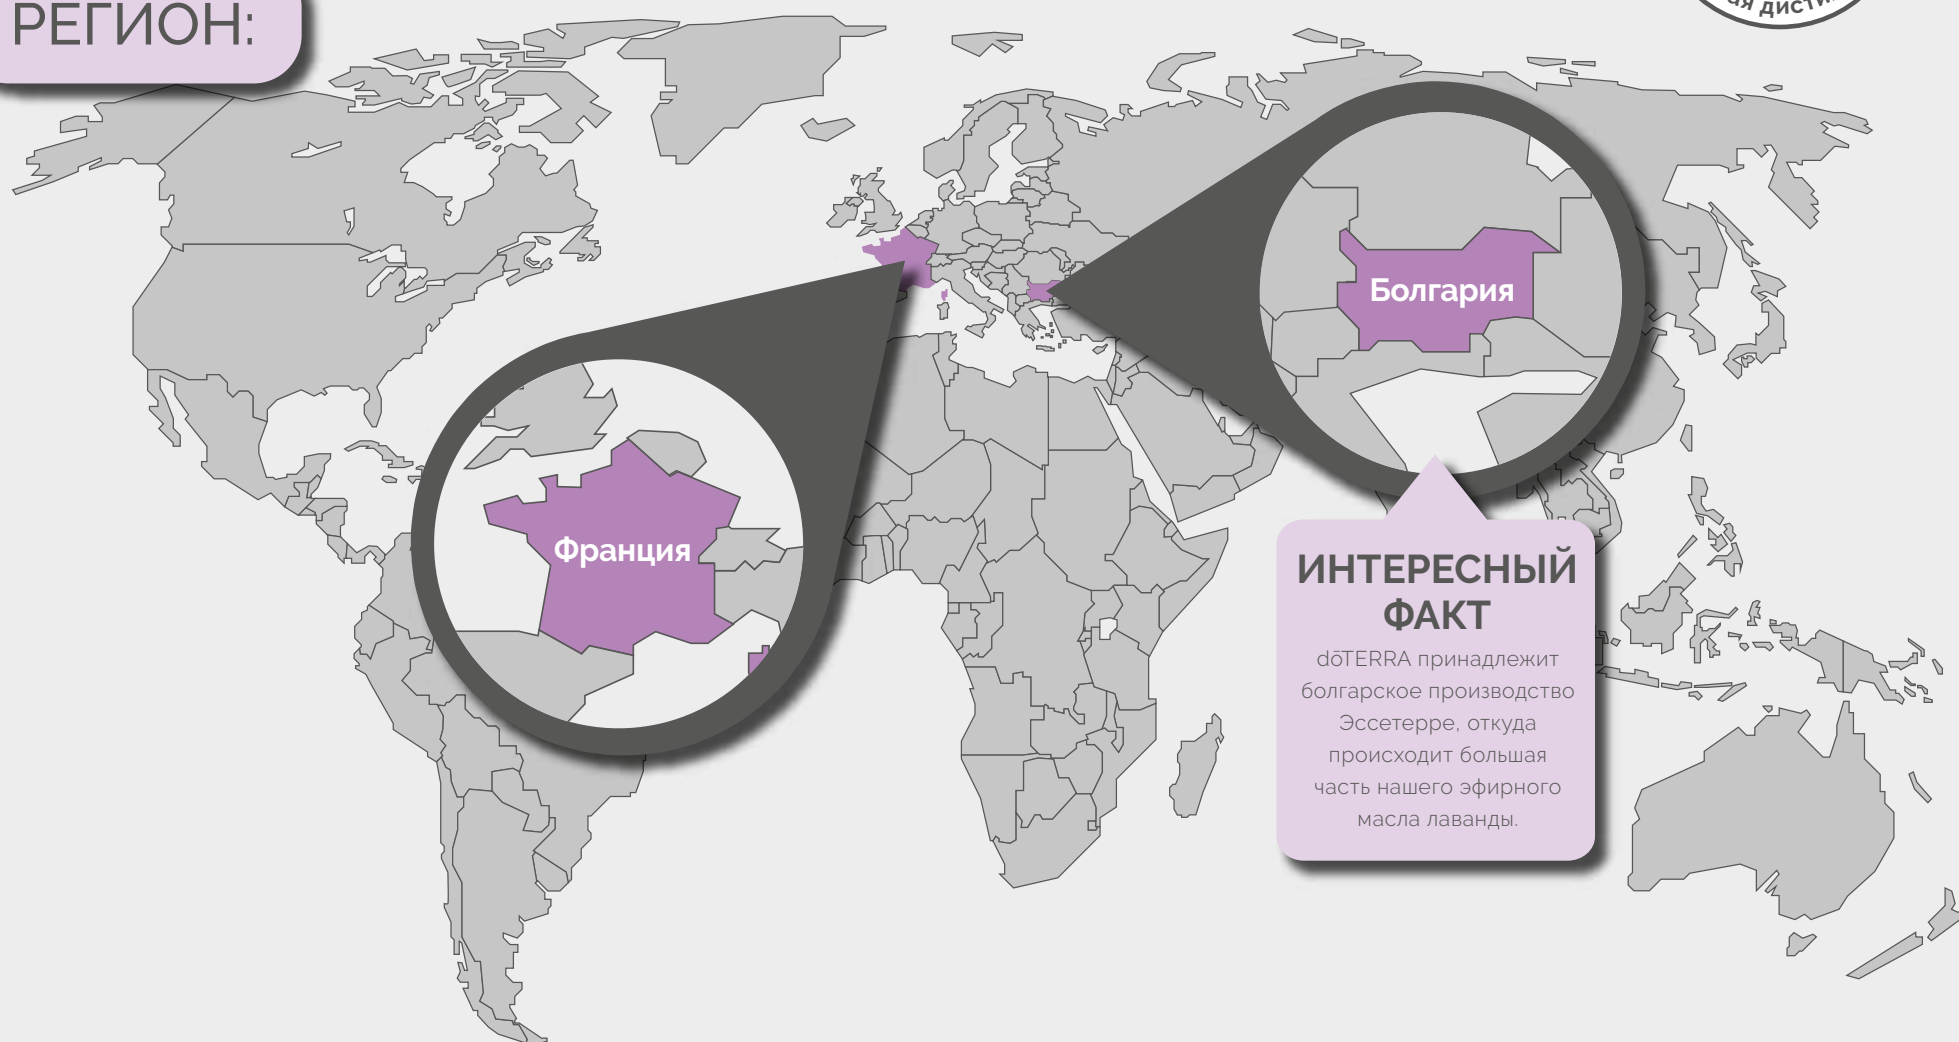 РЕГИОН:
Болгария
Франция
ИНТЕРЕСНЫЙ
ФАКТ
dōTERRA принадлежит
болгарское производство
Эссетерре, откуда
происходит большая
часть нашего эфирного
масла лаванды.